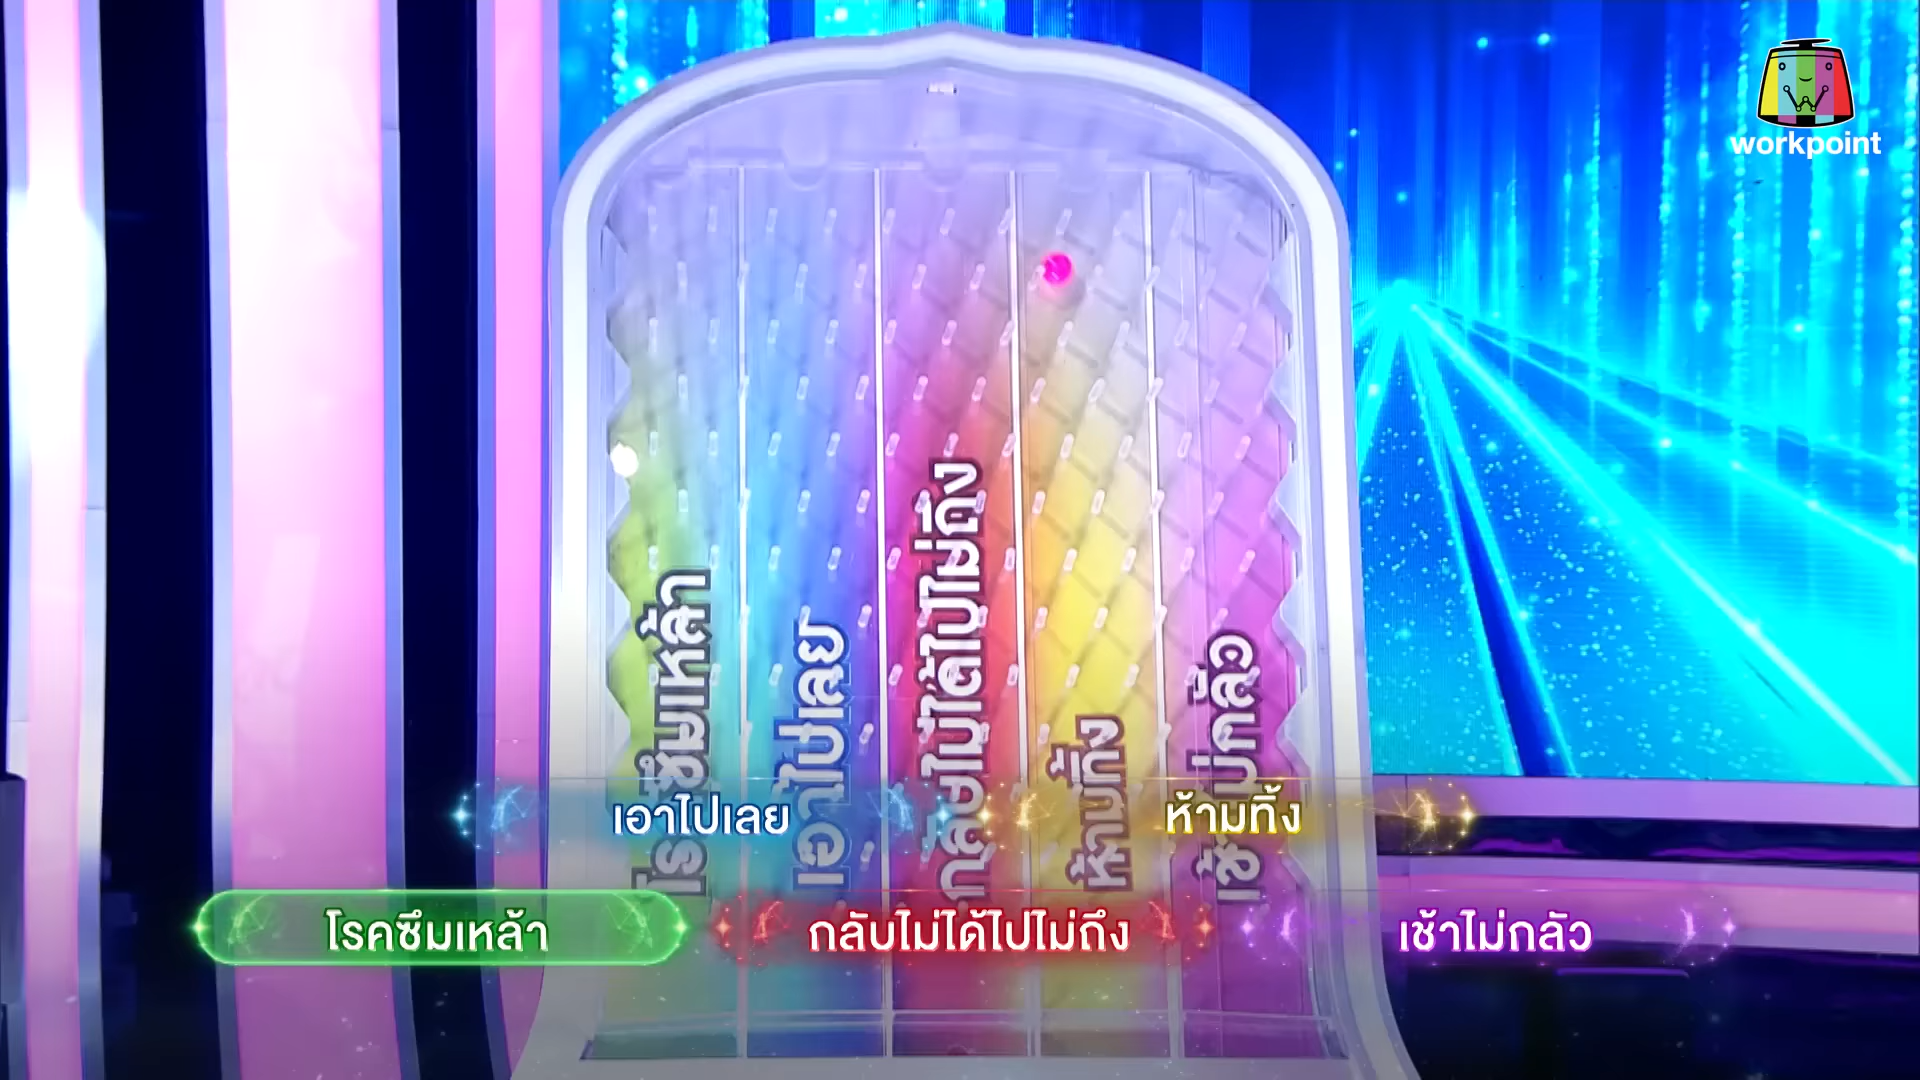 workpoint
โรคซึมเหล้า
เอาไปเลย
กลับไม่ได้ไปไม่ถึง
ห้ามทิ้ง
เช้าไม่กลัว
เอาไปเลย
ห้ามทิ้ง
โรคซึมเหล้า
กลับไม่ได้ไปไม่ถึง
เช้าไม่กลัว